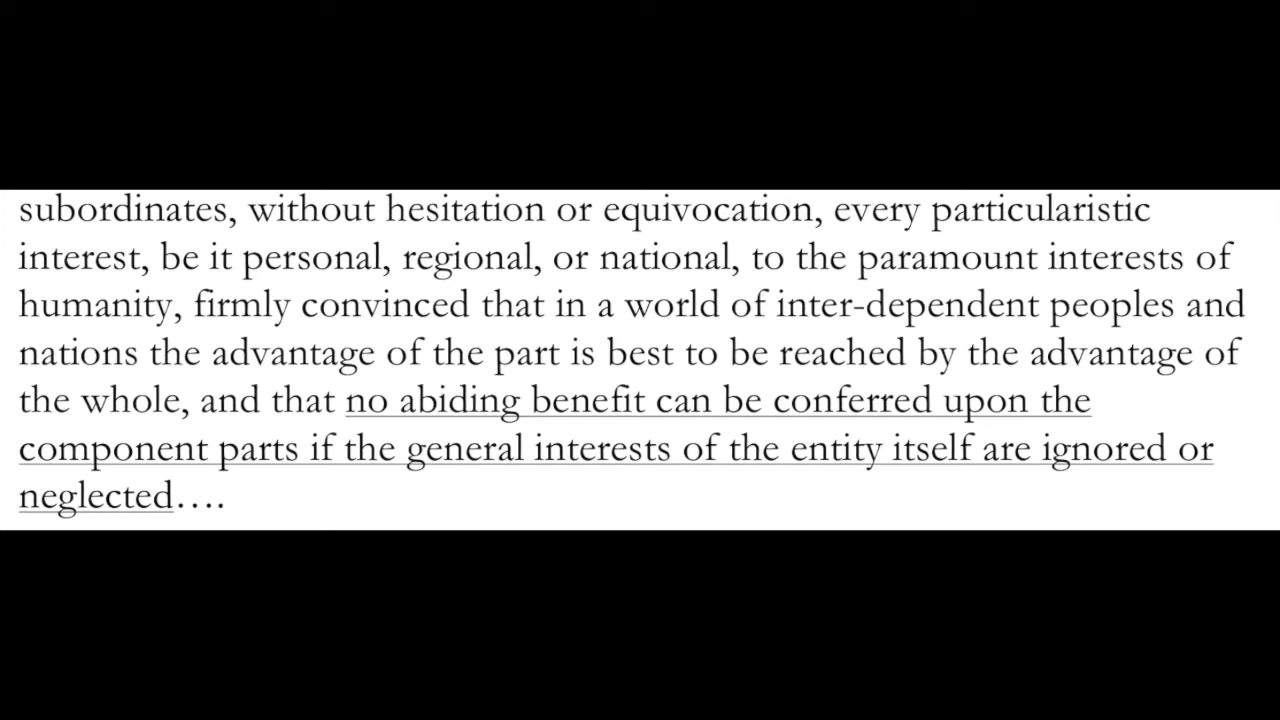 subordinates, without hesitation or equivocation, every particularistic
interest, be it personal, regional, or national, to the paramount interests of
humanity, firmly convinced that in a world of inter-dependent peoples and
nations the advantage of the part is best to be reached by the advantage of
the whole, and that no abiding benefit can be conferred upon the
component parts if the general interests of the entity itself are ignored or
neglected….